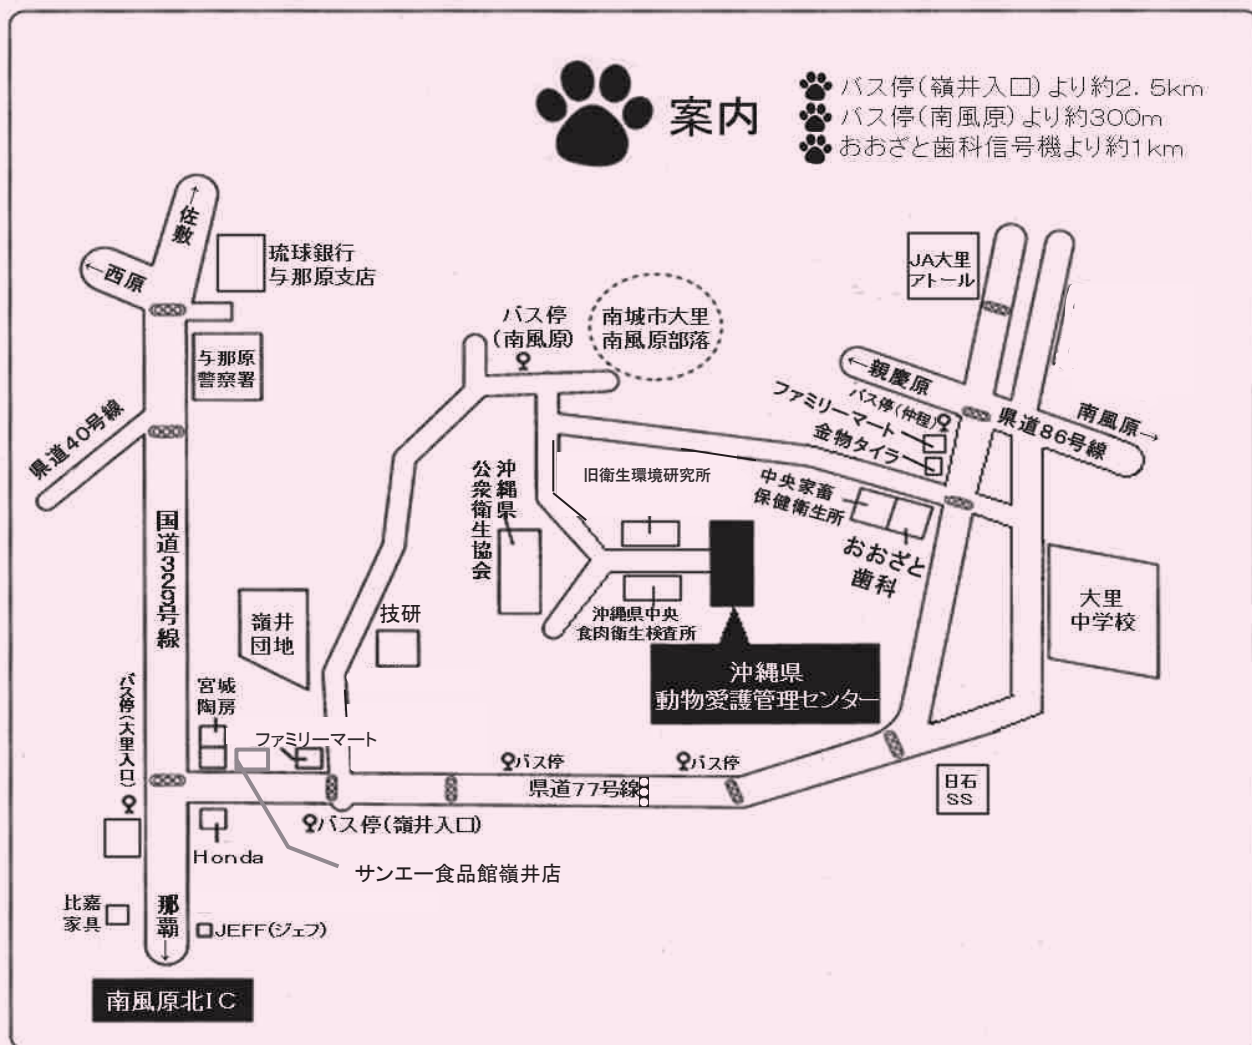 案内
バス停(嶺井入口)より約2.5km
バス停(南風原)より約300m
おおざと歯科信号機より約1km
←佐敷
←西原
琉球銀行
与那原支店
与那原
警察署
県道40号線
国道329号線
バス停
(南風原)
南城市大里
南風原部落
JA大里
アトール
←親慶原
バス停(仲程)
ファミリーマート
金物タイラ
県道86号線
南風原→
中央家畜
保健衛生所
おおざと
歯科
大里
中学校
旧衛生環境研究所
沖縄県
公衆衛生協会
沖縄県中央
食肉衛生検査所
沖縄県
動物愛護管理センター
技研
嶺井
団地
宮城
陶房
ファミリーマート
バス停(大里入口)
バス停
バス停
県道77号線
日石
SS
バス停(嶺井入口)
Honda
サンエー食品館嶺井店
比嘉
家具
那覇→
JEFF(ジェフ)
南風原北IC